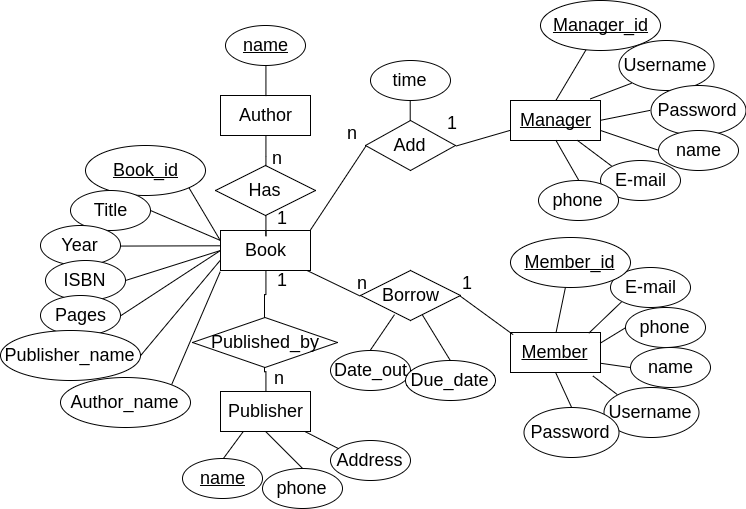 Manager_id
name
Username
time
Password
Author
n
1
Manager
Add
name
n
Book_id
Has
E-mail
phone
Title
1
Year
Book
Member_id
ISBN
1
n
1
E-mail
Borrow
Pages
phone
Published_by
Publisher_name
Member
name
Date_out
n
Due_date
Author_name
Publisher
Username
Password
Address
name
phone